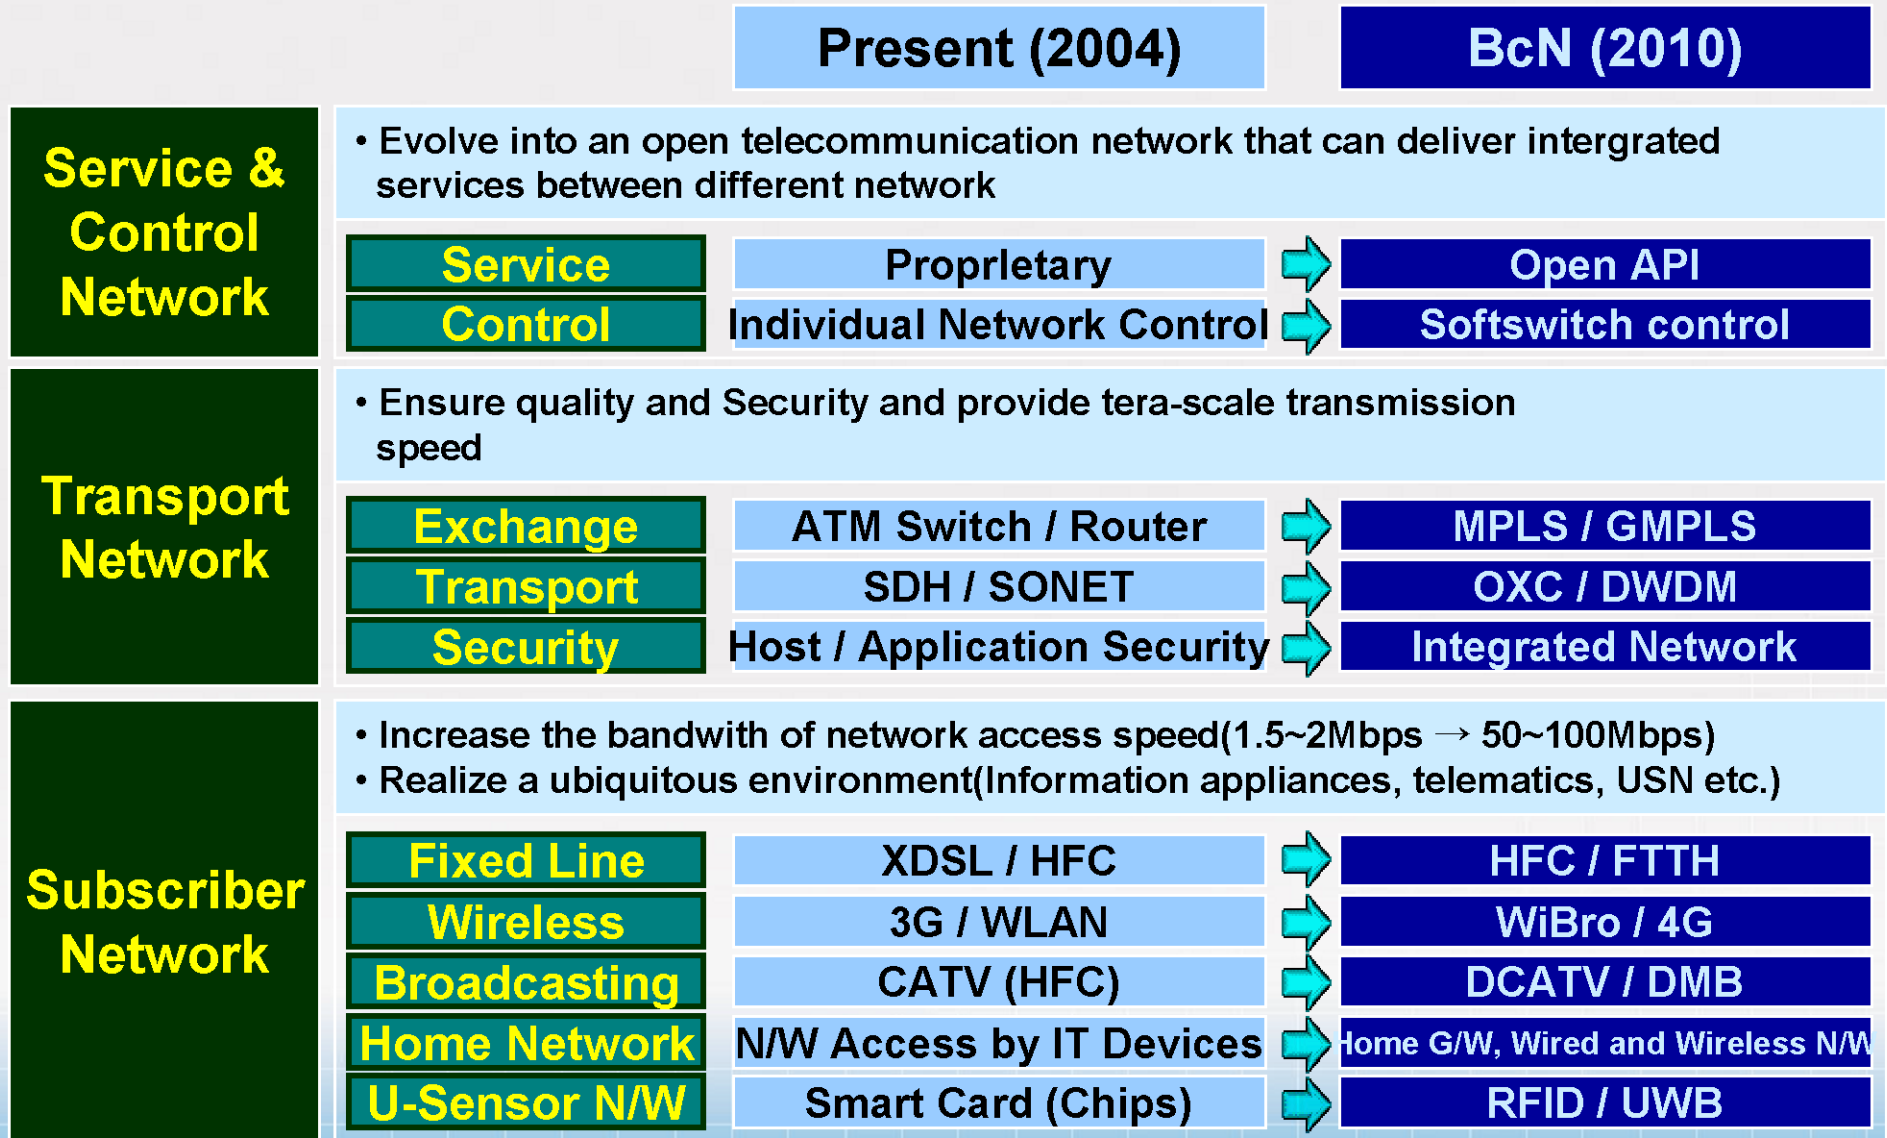 Present (2004)
BcN (2010)
Service &
Control
Network
• Evolve into an open telecommunication network that can deliver intergrated
services between different network
Service
Proprletary
Open API
Control
Individual Network Control
Softswitch control
Transport
Network
• Ensure quality and Security and provide tera-scale transmission
speed
Exchange
ATM Switch / Router
MPLS / GMPLS
Transport
SDH / SONET
OXC / DWDM
Security
Host / Application Security
Integrated Network
Subscriber
Network
• Increase the bandwith of network access speed(1.5~2Mbps → 50~100Mbps)
• Realize a ubiquitous environment(Information appliances, telematics, USN etc.)
Fixed Line
XDSL / HFC
HFC / FTTH
Wireless
3G / WLAN
WiBro / 4G
Broadcasting
CATV (HFC)
DCATV / DMB
Home Network
N/W Access by IT Devices
Home G/W, Wired and Wireless N/W
U-Sensor N/W
Smart Card (Chips)
RFID / UWB